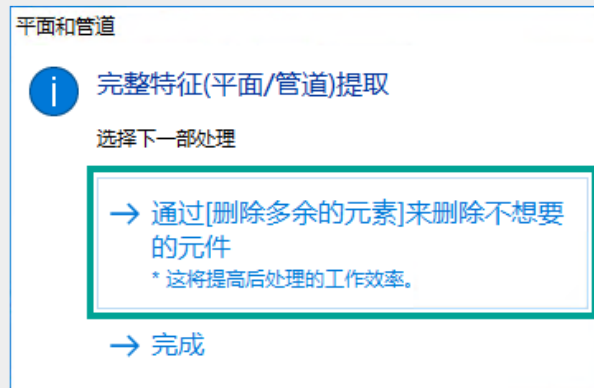 平面和管道
完整特征(平面/管道)提取
选择下一部处理
→ 通过[删除多余的元素]来删除不想要
的元件
* 这将提高后处理的工作效率。
→ 完成